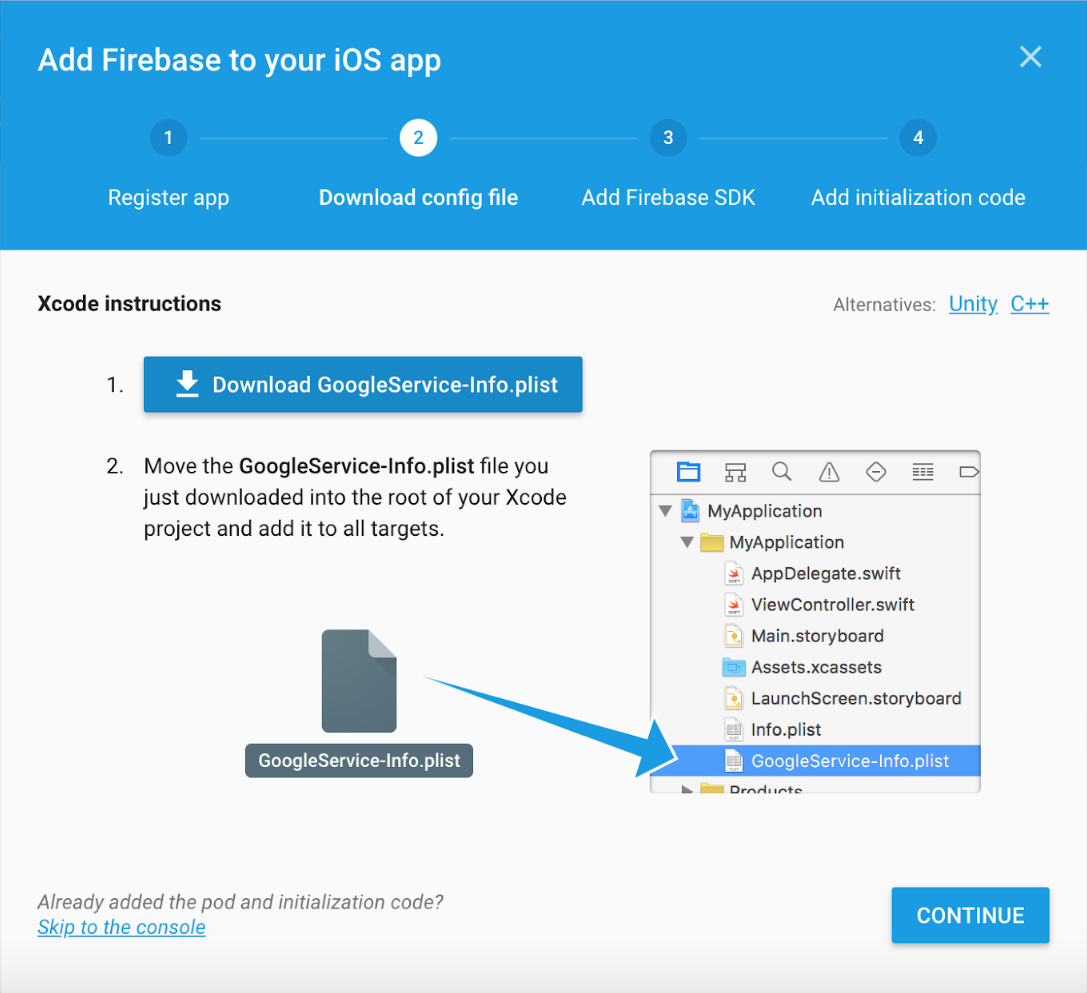 Add Firebase to your iOS app
1
2
3
4
Register app
Download config file
Add Firebase SDK
Add initialization code
Xcode instructions
Alternatives: Unity C++
1. Download GoogleService-Info.plist
2. Move the GoogleService-Info.plist file you
just downloaded into the root of your Xcode
project and add it to all targets.
GoogleService-Info.plist
MyApplication
MyApplication
AppDelegate.swift
ViewController.swift
Main.storyboard
Assets.xcassets
LaunchScreen.storyboard
Info.plist
GoogleService-Info.plist
Products
Already added the pod and initialization code?
Skip to the console
CONTINUE